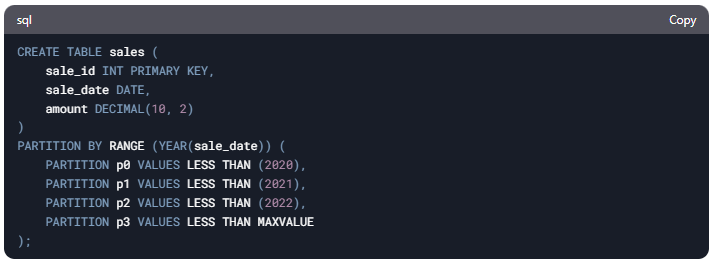 sql
Copy
CREATE TABLE sales (
    sale_id INT PRIMARY KEY,
    sale_date DATE,
    amount DECIMAL(10, 2)
)
PARTITION BY RANGE (YEAR(sale_date)) (
    PARTITION p0 VALUES LESS THAN (2020),
    PARTITION p1 VALUES LESS THAN (2021),
    PARTITION p2 VALUES LESS THAN (2022),
    PARTITION p3 VALUES LESS THAN MAXVALUE
);